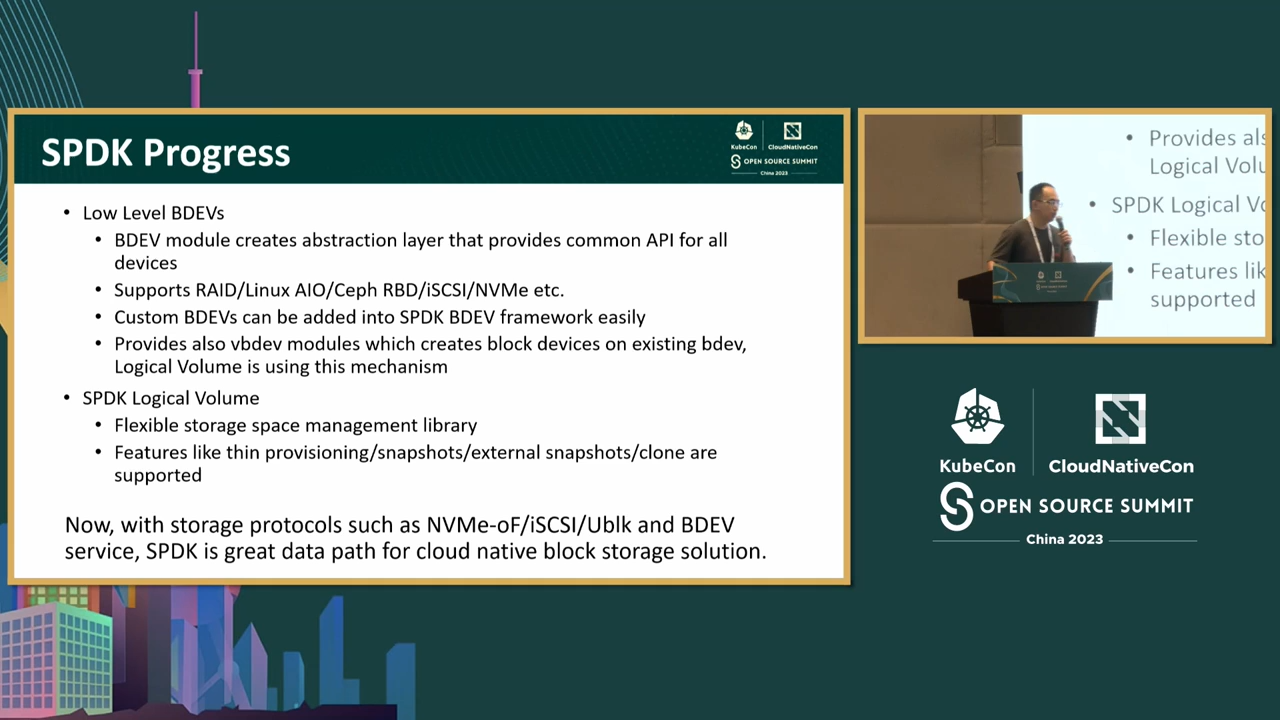 SPDK Progress
KubeCon
CloudNativeCon
OPEN SOURCE SUMMIT
China 2023
• Low Level BDEVs
• BDEV module creates abstraction layer that provides common API for all
devices
• Supports RAID/Linux AIO/Ceph RBD/iSCSI/NVMe etc.
• Custom BDEVs can be added into SPDK BDEV framework easily
• Provides also vbdev modules which creates block devices on existing bdev,
Logical Volume is using this mechanism
• SPDK Logical Volume
• Flexible storage space management library
• Features like thin provisioning/snapshots/external snapshots/clone are
supported
Now, with storage protocols such as NVMe-oF/iSCSI/Ublk and BDEV
service, SPDK is great data path for cloud native block storage solution.
• Provides als
Logical Volu
• SPDK Logical Vo
• Flexible sto
• Features lik
supported
KubeCon
CloudNativeCon
OPEN SOURCE SUMMIT
China 2023